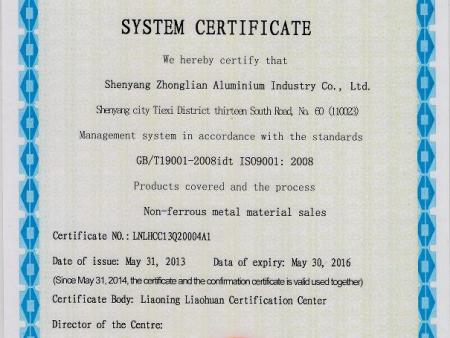 SYSTEM CERTIFICATE
We hereby certify that
Shenyang Zhonglian Aluminium Industry Co., Ltd.
Shenyang city Tiexi District thirteen South Road, No. 60 (110023)
Management system in accordance with the standards
GB/T19001-2008idt ISO9001: 2008
Products covered and the process
Non-ferrous metal material sales
Certificate NO.: LNLHCC13Q20004A1
Date of issue: May 31, 2013 Date of expiry: May 30, 2016
(Since May 31, 2014, the certificate and the confirmation certificate is valid used together)
Certificate Body: Liaoning Liaohuan Certification Center
Director of the Centre: